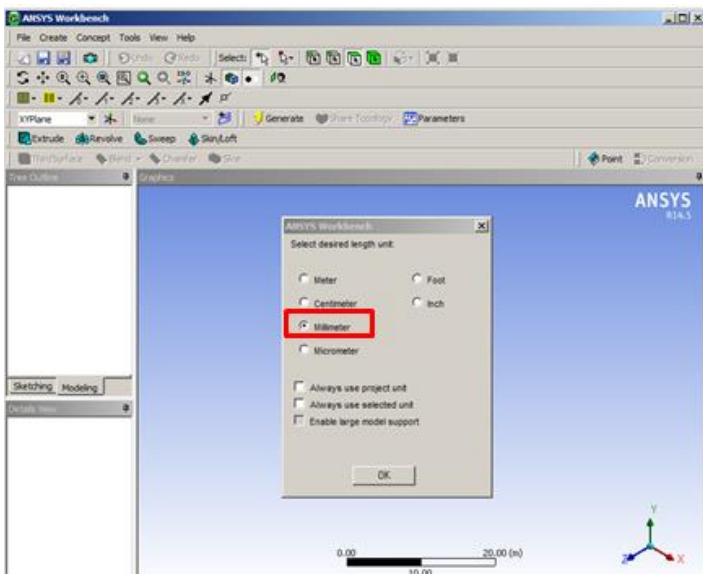 ANSYS Workbench
File Create Concept Tools View Help
Undo Redo Select:
XYPlane None Generate Share Topology Parameters
Extrude Revolve Sweep Skin/Loft
Thin/Surface Blend Chamfer Slice Point Conversion
Tree Outline Graphics
ANSYS
R14.5
ANSYS Workbench
Select desired length unit:
Meter Foot
Centimeter Inch
Millimeter
Micrometer
Always use project unit
Always use selected unit
Enable large model support
OK
Sketching Modeling
Details View
Y
0.00 20.00 (m)
10.00
Z X